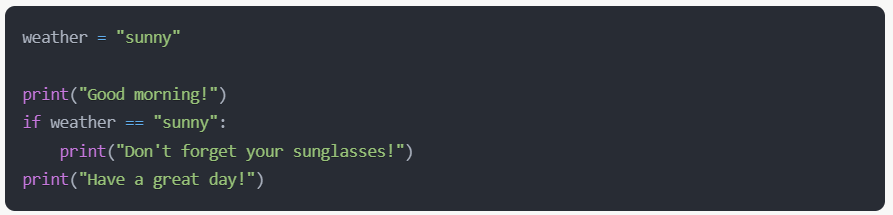 weather = "sunny"

print("Good morning!")
if weather == "sunny":
    print("Don't forget your sunglasses!")
print("Have a great day!")